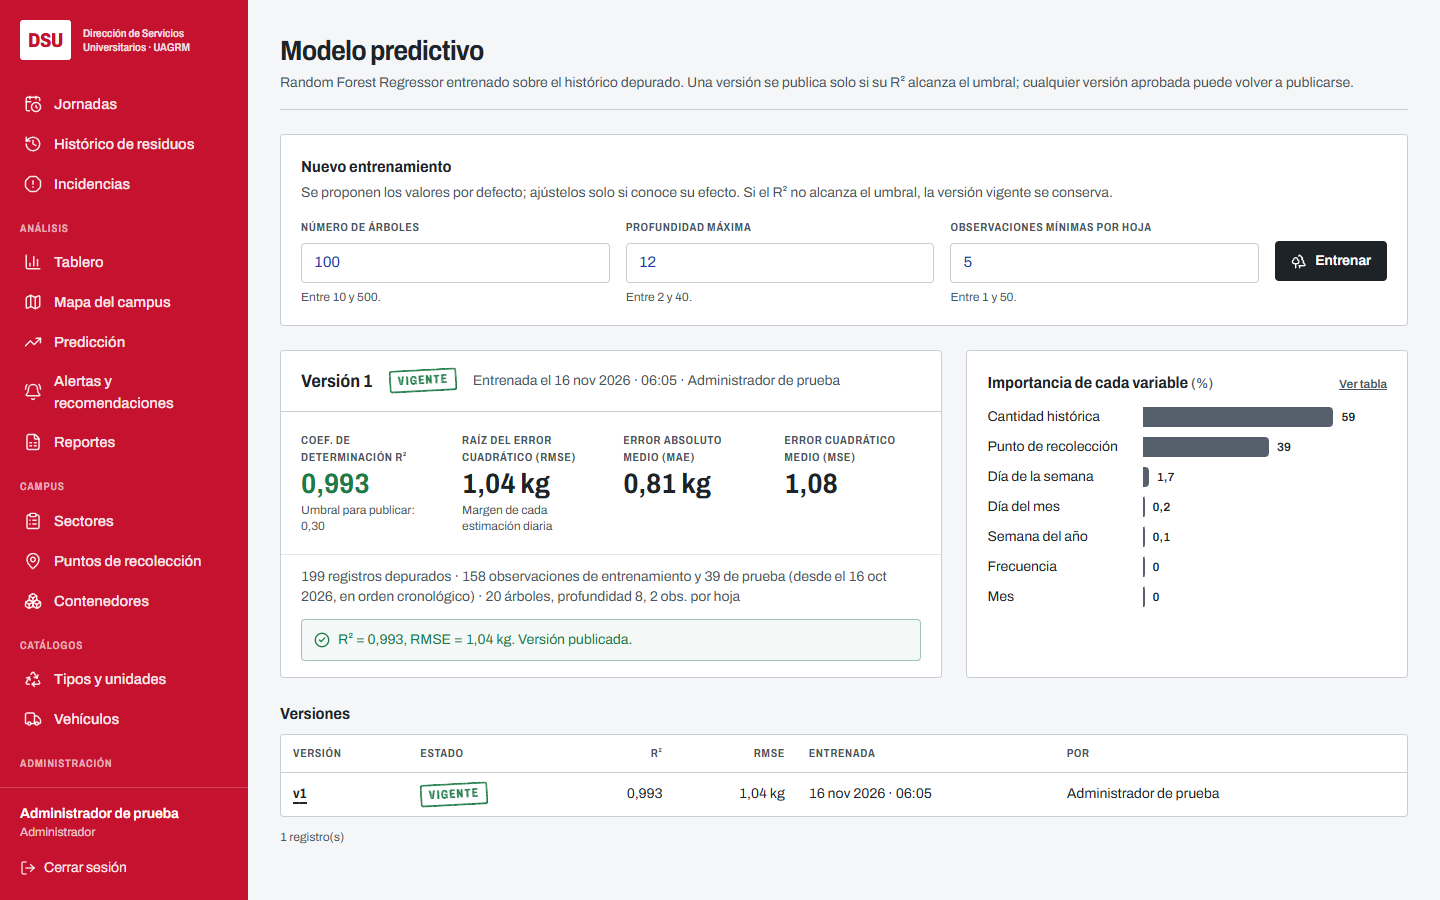 DSU
Dirección de Servicios
Universitarios · UAGRM
Jornadas
Histórico de residuos
Incidencias
ANÁLISIS
Tablero
Mapa del campus
Predicción
Alertas y
recomendaciones
Reportes
CAMPUS
Sectores
Puntos de recolección
Contenedores
CATÁLOGOS
Tipos y unidades
Vehículos
ADMINISTRACIÓN
Administrador de prueba
Administrador
Cerrar sesión
Modelo predictivo
Random Forest Regressor entrenado sobre el histórico depurado. Una versión se publica solo si su R² alcanza el umbral; cualquier versión aprobada puede volver a publicarse.
Nuevo entrenamiento
Se proponen los valores por defecto; ajústelos solo si conoce su efecto. Si el R² no alcanza el umbral, la versión vigente se conserva.
NÚMERO DE ÁRBOLES
100
Entre 10 y 500.
PROFUNDIDAD MÁXIMA
12
Entre 2 y 40.
OBSERVACIONES MÍNIMAS POR HOJA
5
Entre 1 y 50.
Entrenar
Versión 1 VIGENTE Entrenada el 16 nov 2026 · 06:05 · Administrador de prueba
COEF. DE
DETERMINACIÓN R²
0,993
Umbral para publicar:
0,30
RAÍZ DEL ERROR
CUADRÁTICO (RMSE)
1,04 kg
Margen de cada
estimación diaria
ERROR ABSOLUTO
MEDIO (MAE)
0,81 kg
ERROR CUADRÁTICO
MEDIO (MSE)
1,08
199 registros depurados · 158 observaciones de entrenamiento y 39 de prueba (desde el 16 oct
2026, en orden cronológico) · 20 árboles, profundidad 8, 2 obs. por hoja
R² = 0,993, RMSE = 1,04 kg. Versión publicada.
Importancia de cada variable (%) Ver tabla
Cantidad histórica 59
Punto de recolección 39
Día de la semana 1,7
Día del mes 0,2
Semana del año 0,1
Frecuencia 0
Mes 0
Versiones
VERSIÓN ESTADO R² RMSE ENTRENADA POR
v1 VIGENTE 0,993 1,04 kg 16 nov 2026 · 06:05 Administrador de prueba
1 registro(s)